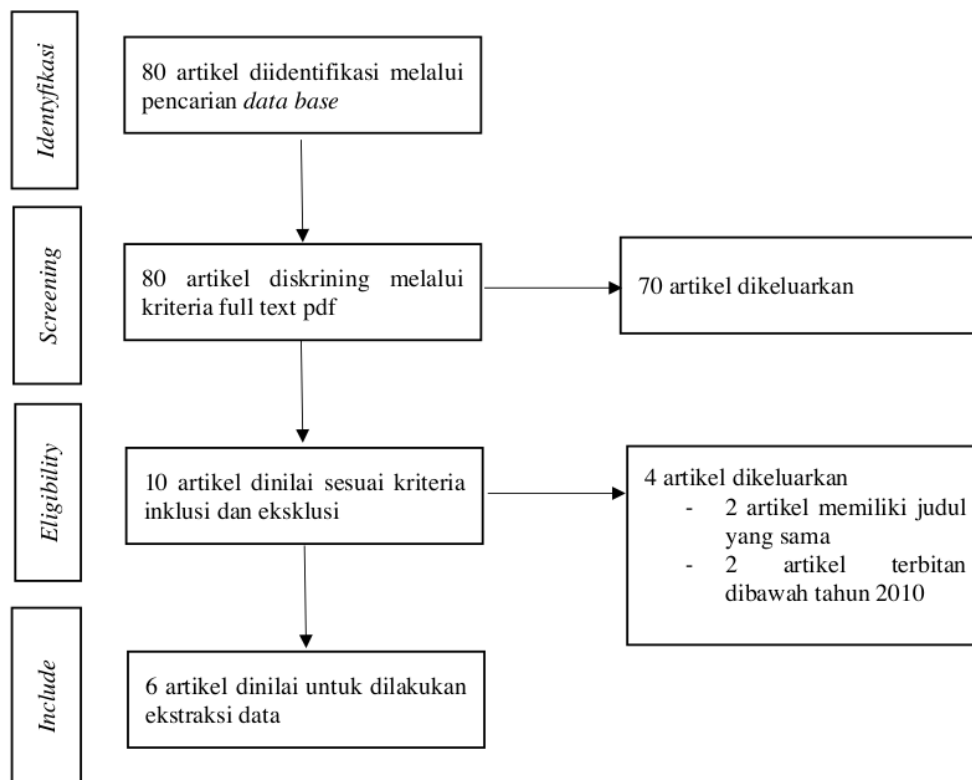 Identyfikasi
80 artikel diidentifikasi melalui
pencarian data base
Screening
80 artikel diskrining melalui
kriteria full text pdf
70 artikel dikeluarkan
Eligibility
10 artikel dinilai sesuai kriteria
inklusi dan eksklusi
4 artikel dikeluarkan
- 2 artikel memiliki judul
yang sama
- 2 artikel terbitan
dibawah tahun 2010
Include
6 artikel dinilai untuk dilakukan
ekstraksi data